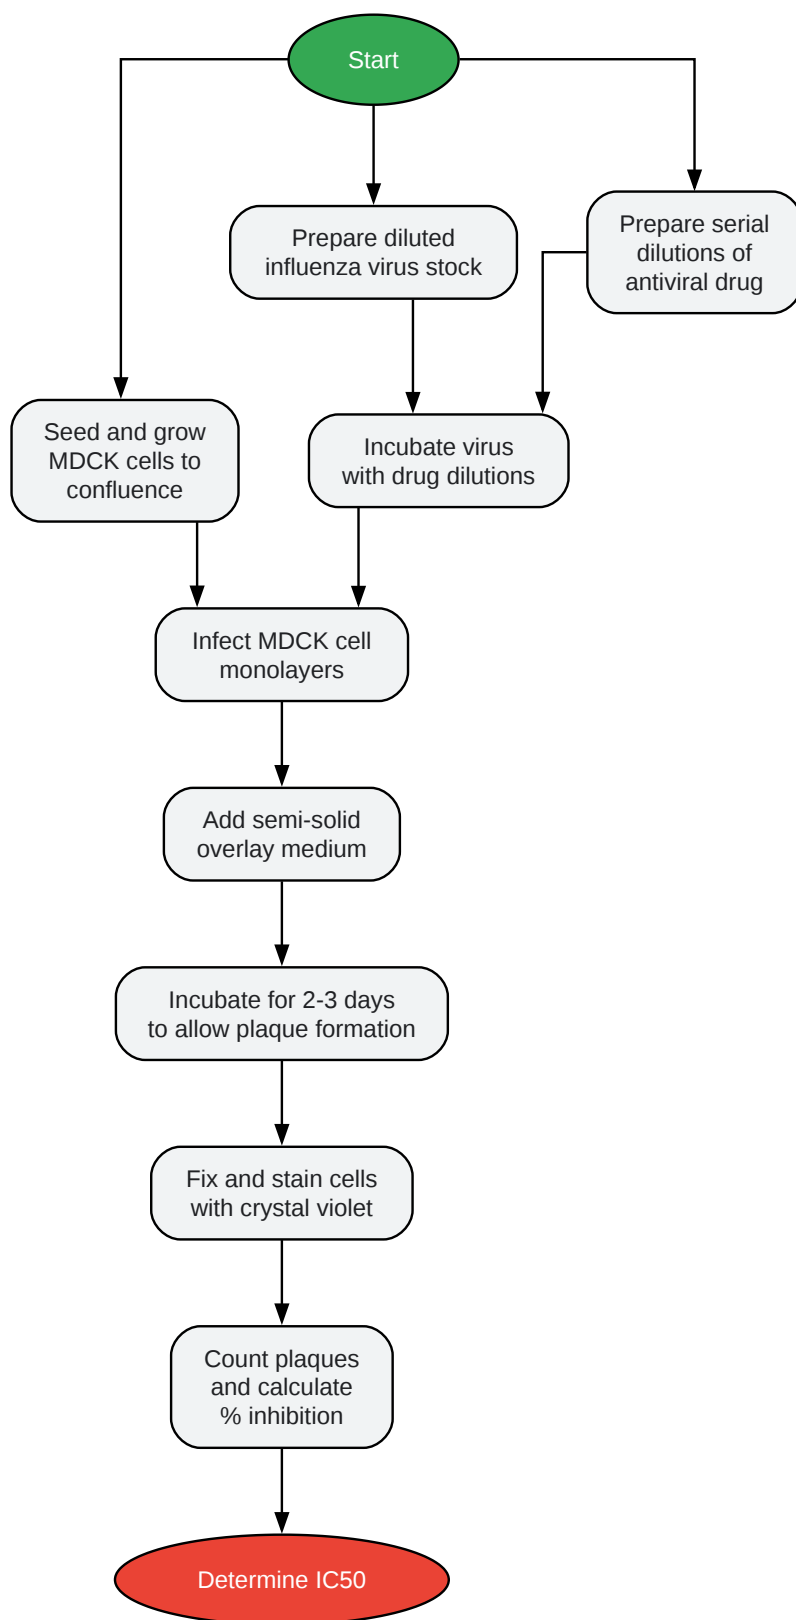 Start
Prepare diluted
influenza virus stock
Prepare serial
dilutions of
antiviral drug
Seed and grow
MDCK cells to
confluence
Incubate virus
with drug dilutions
Infect MDCK cell
monolayers
Add semi-solid
overlay medium
Incubate for 2-3 days
to allow plaque formation
Fix and stain cells
with crystal violet
Count plaques
and calculate
% inhibition
Determine IC50